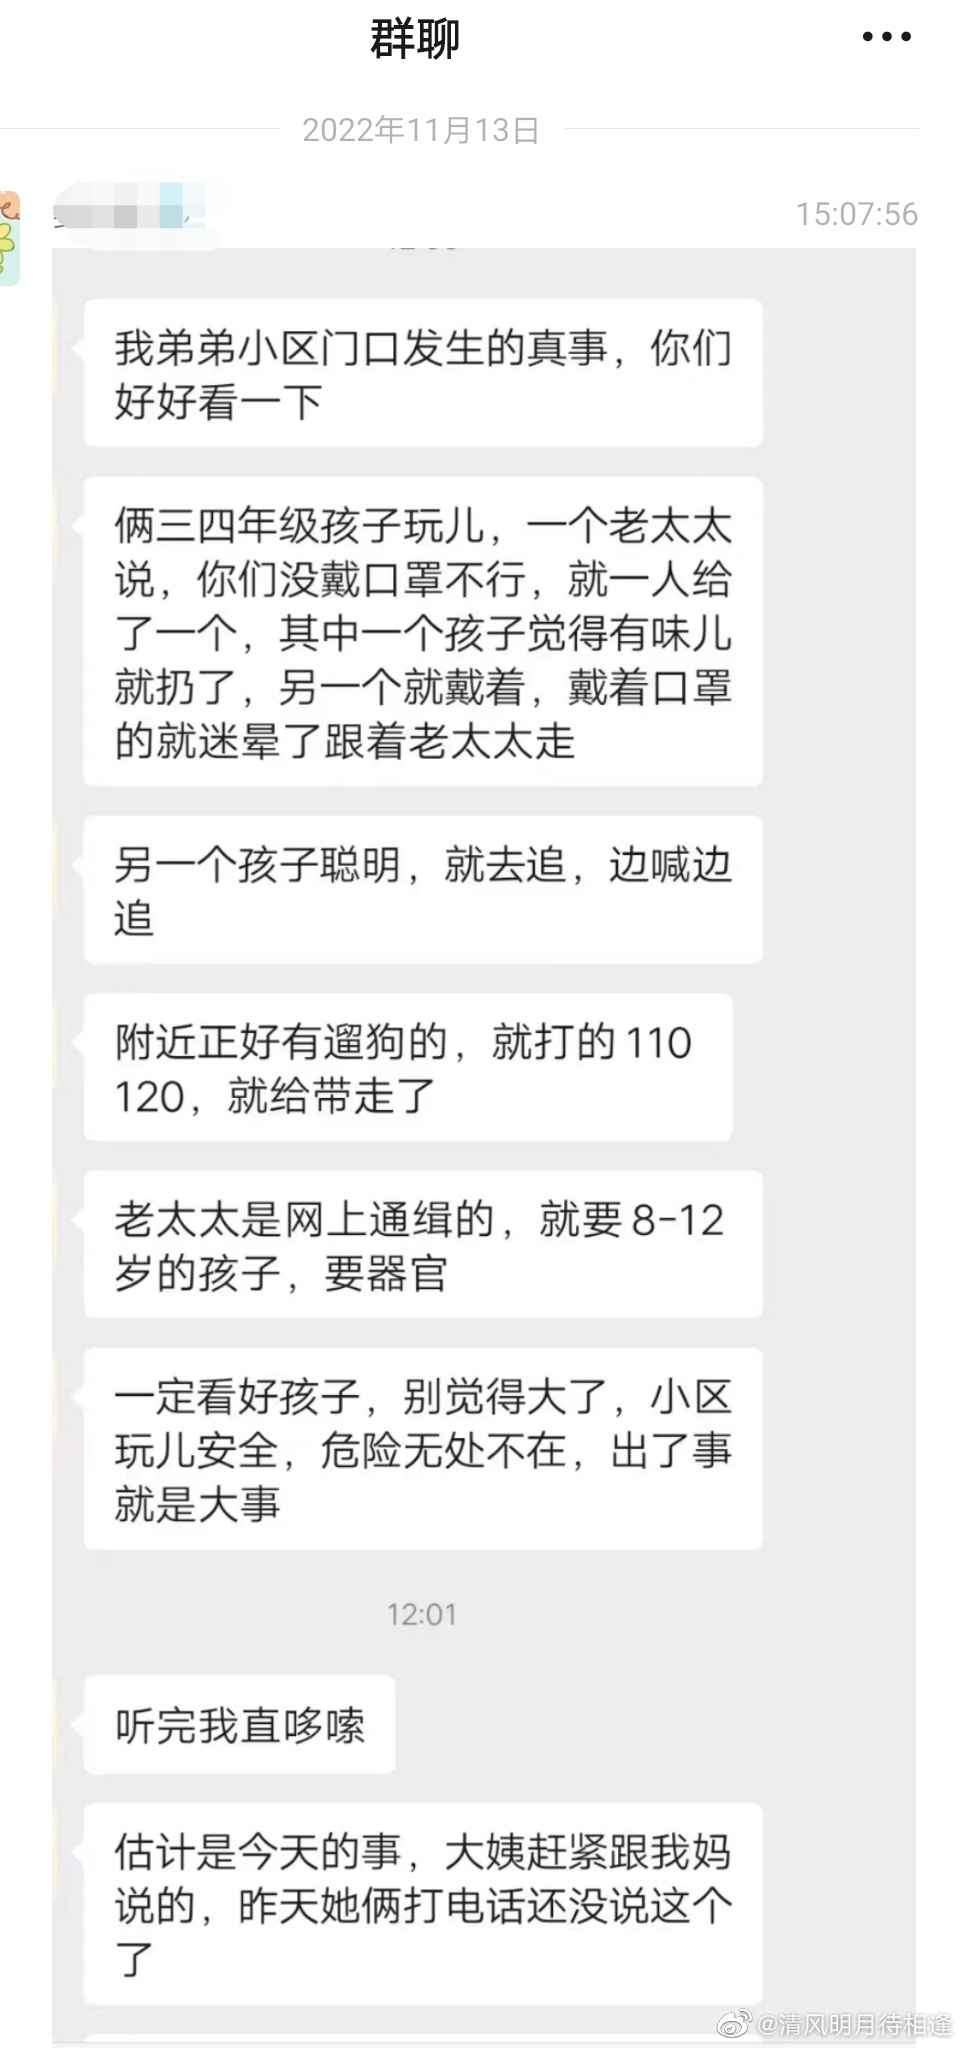 群聊
2022年11月13日
15:07:56
我弟弟小区门口发生的真事，你们
好好看一下
俩三四年级孩子玩儿，一个老太太
说，你们没戴口罩不行，就一人给
了一个，其中一个孩子觉得有味儿
就扔了，另一个就戴着，戴着口罩
的就迷晕了跟着老太太走
另一个孩子聪明，就去追，边喊边
追
附近正好有遛狗的，就打的110
120，就给带走了
老太太是网上通缉的，就要8-12
岁的孩子，要器官
一定看好孩子，别觉得大了，小区
玩儿安全，危险无处不在，出了事
就是大事
12:01
听完我直哆嗦
估计是今天的事，大姨赶紧跟我妈
说的，昨天她俩打电话还没说这个
了
@清风明月待相逢